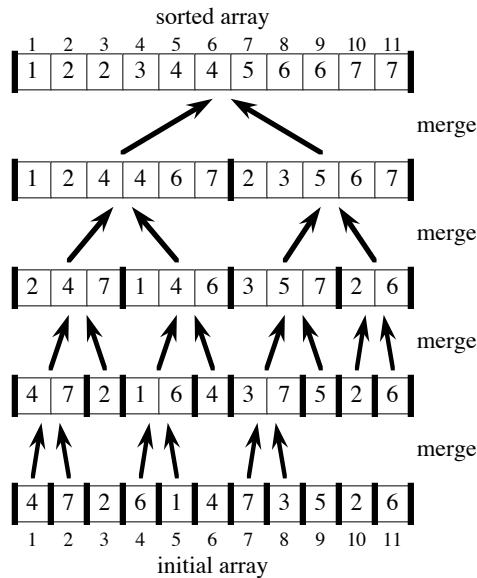 sorted array
1 2 3 4 5 6 7 8 9 10 11
1 2 2 3 4 4 5 6 6 7 7
merge
1 2 4 4 6 7 2 3 5 6 7
merge
2 4 7 1 4 6 3 5 7 2 6
merge
4 7 2 1 6 4 3 7 5 2 6
merge
4 7 2 6 1 4 7 3 5 2 6
1 2 3 4 5 6 7 8 9 10 11
initial array